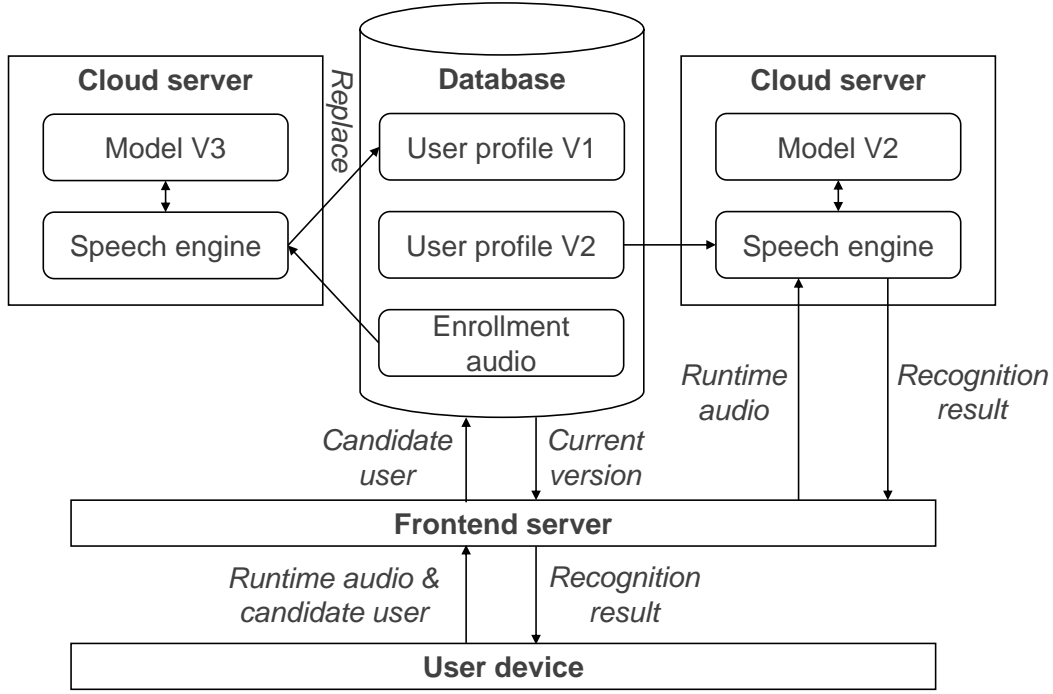 Cloud server
Model V3
Speech engine
Replace
Database
User profile V1
User profile V2
Enrollment
audio
Cloud server
Model V2
Speech engine
Runtime
audio
Recognition
result
Candidate
user
Current
version
Frontend server
Runtime audio &
candidate user
Recognition
result
User device